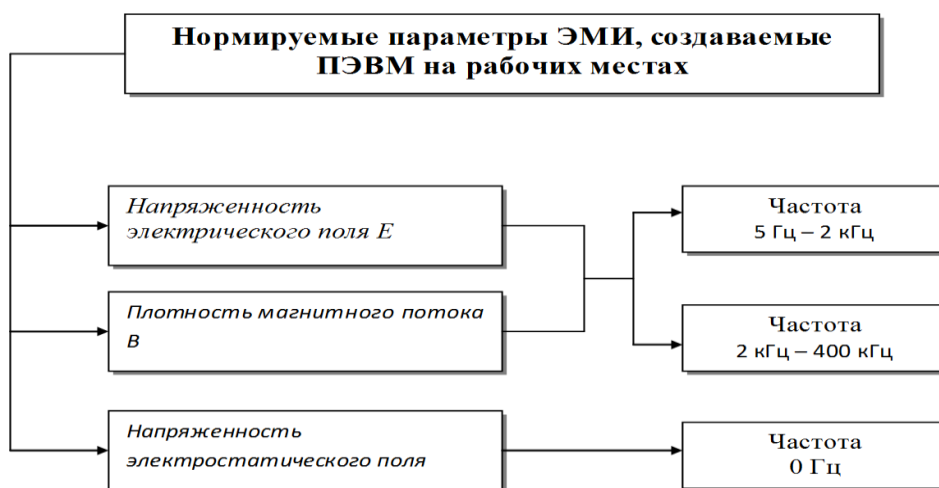 Нормируемые параметры ЭМИ, создаваемые
ПЭВМ на рабочих местах
Напряженность
электрического поля E
Частота
5 Гц – 2 кГц
Плотность магнитного потока
В
Частота
2 кГц – 400 кГц
Напряженность
электростатического поля
Частота
0 Гц